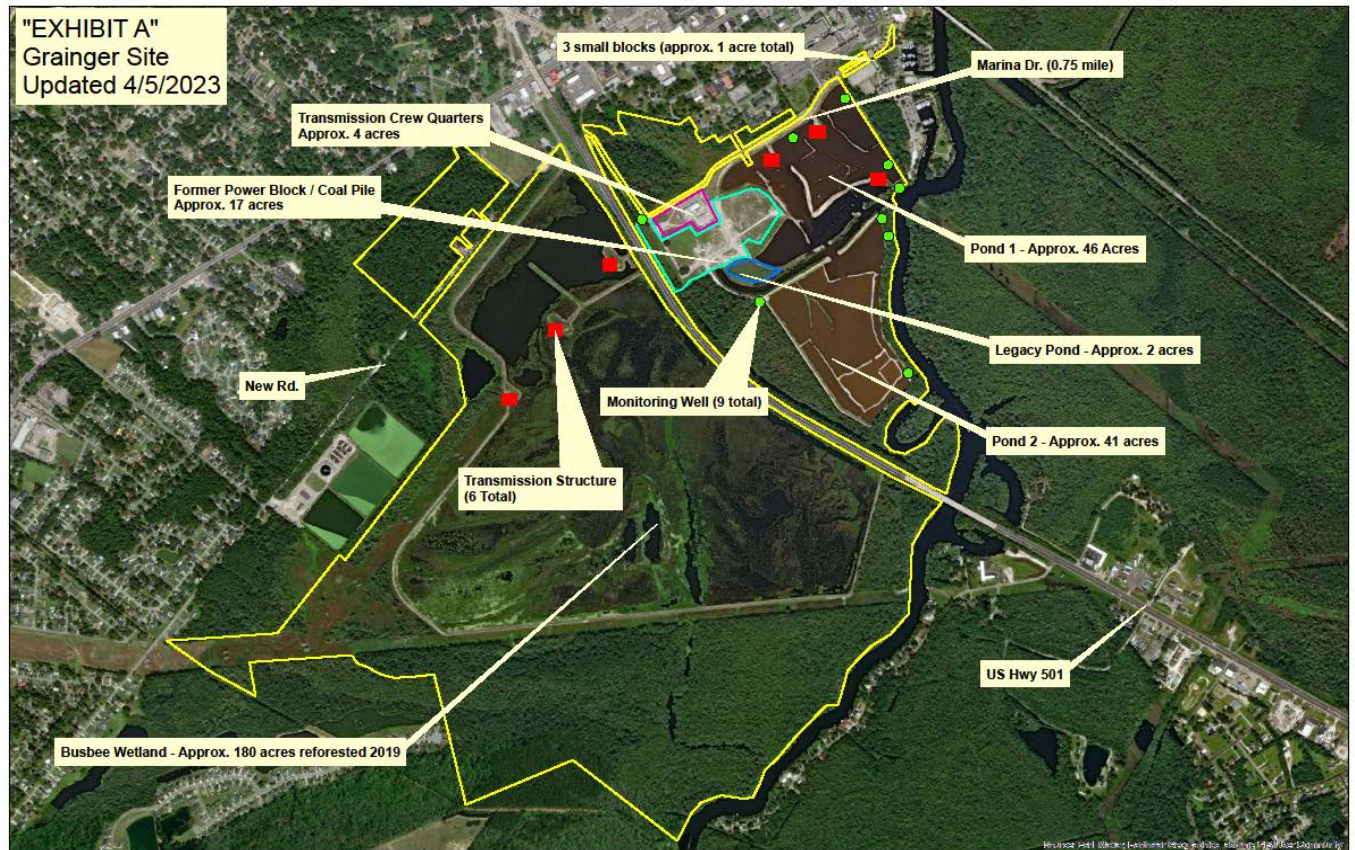 "EXHIBIT A"
Grainger Site
Updated 4/5/2023
3 small blocks (approx. 1 acre total)
Marina Dr. (0.75 mile)
Transmission Crew Quarters
Approx. 4 acres
Former Power Block / Coal Pile
Approx. 17 acres
Pond 1 - Approx. 46 Acres
Legacy Pond - Approx. 2 acres
New Rd.
Monitoring Well (9 total)
Pond 2 - Approx. 41 acres
Transmission Structure
(6 Total)
US Hwy 501
Busbee Wetland - Approx. 180 acres reforested 2019